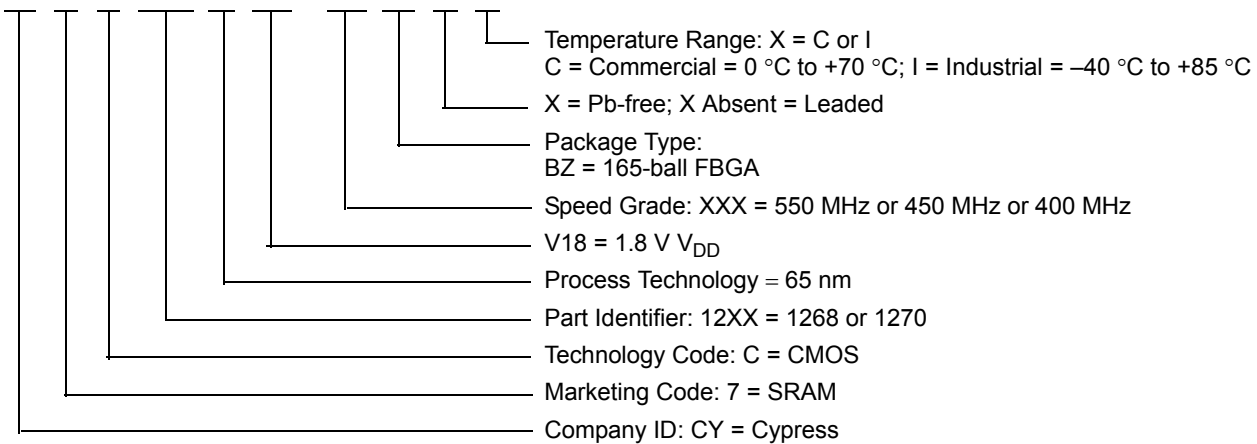 Temperature Range: X = C or I
C = Commercial = 0 °C to +70 °C; I = Industrial = –40 °C to +85 °C
X = Pb-free; X Absent = Leaded
Package Type:
BZ = 165-ball FBGA
Speed Grade: XXX = 550 MHz or 450 MHz or 400 MHz
V18 = 1.8 V VDD
Process Technology = 65 nm
Part Identifier: 12XX = 1268 or 1270
Technology Code: C = CMOS
Marketing Code: 7 = SRAM
Company ID: CY = Cypress